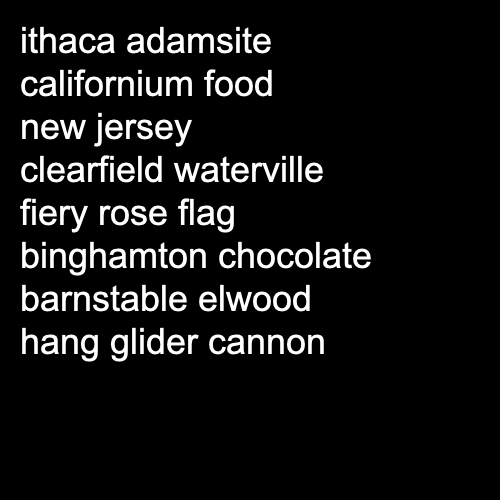 ithaca adamsite
californium food
new jersey
clearfield waterville
fiery rose flag
binghamton chocolate
barnstable elwood
hang glider cannon